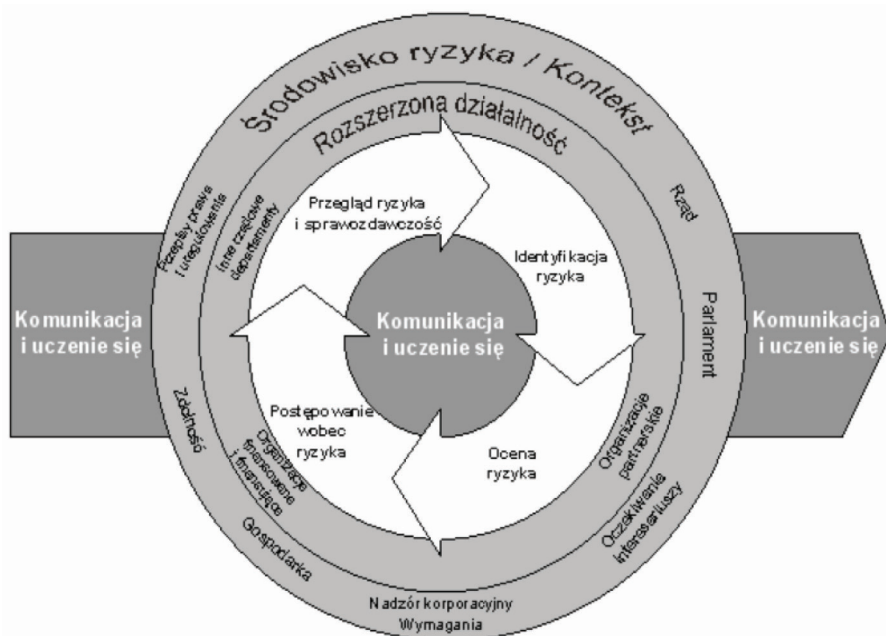 Środowisko ryzyka / Kontekst
Rozszerzona działalność
Przepisy prawa
i uregulowania
Inne rządowe
departamenty
Rząd
Przegląd ryzyka
i sprawozdawczość
Identyfikacja
ryzyka
Komunikacja
i uczenie się
Komunikacja
i uczenie się
Komunikacja
i uczenie się
Parlament
Zdolność
Postępowanie
wobec
ryzyka
Ocena
ryzyka
Organizacje
finansowane
i finansujące
Organizacje
partnerskie
Gospodarka
Oczekiwania
interesariuszy
Nadzór korporacyjny
Wymagania